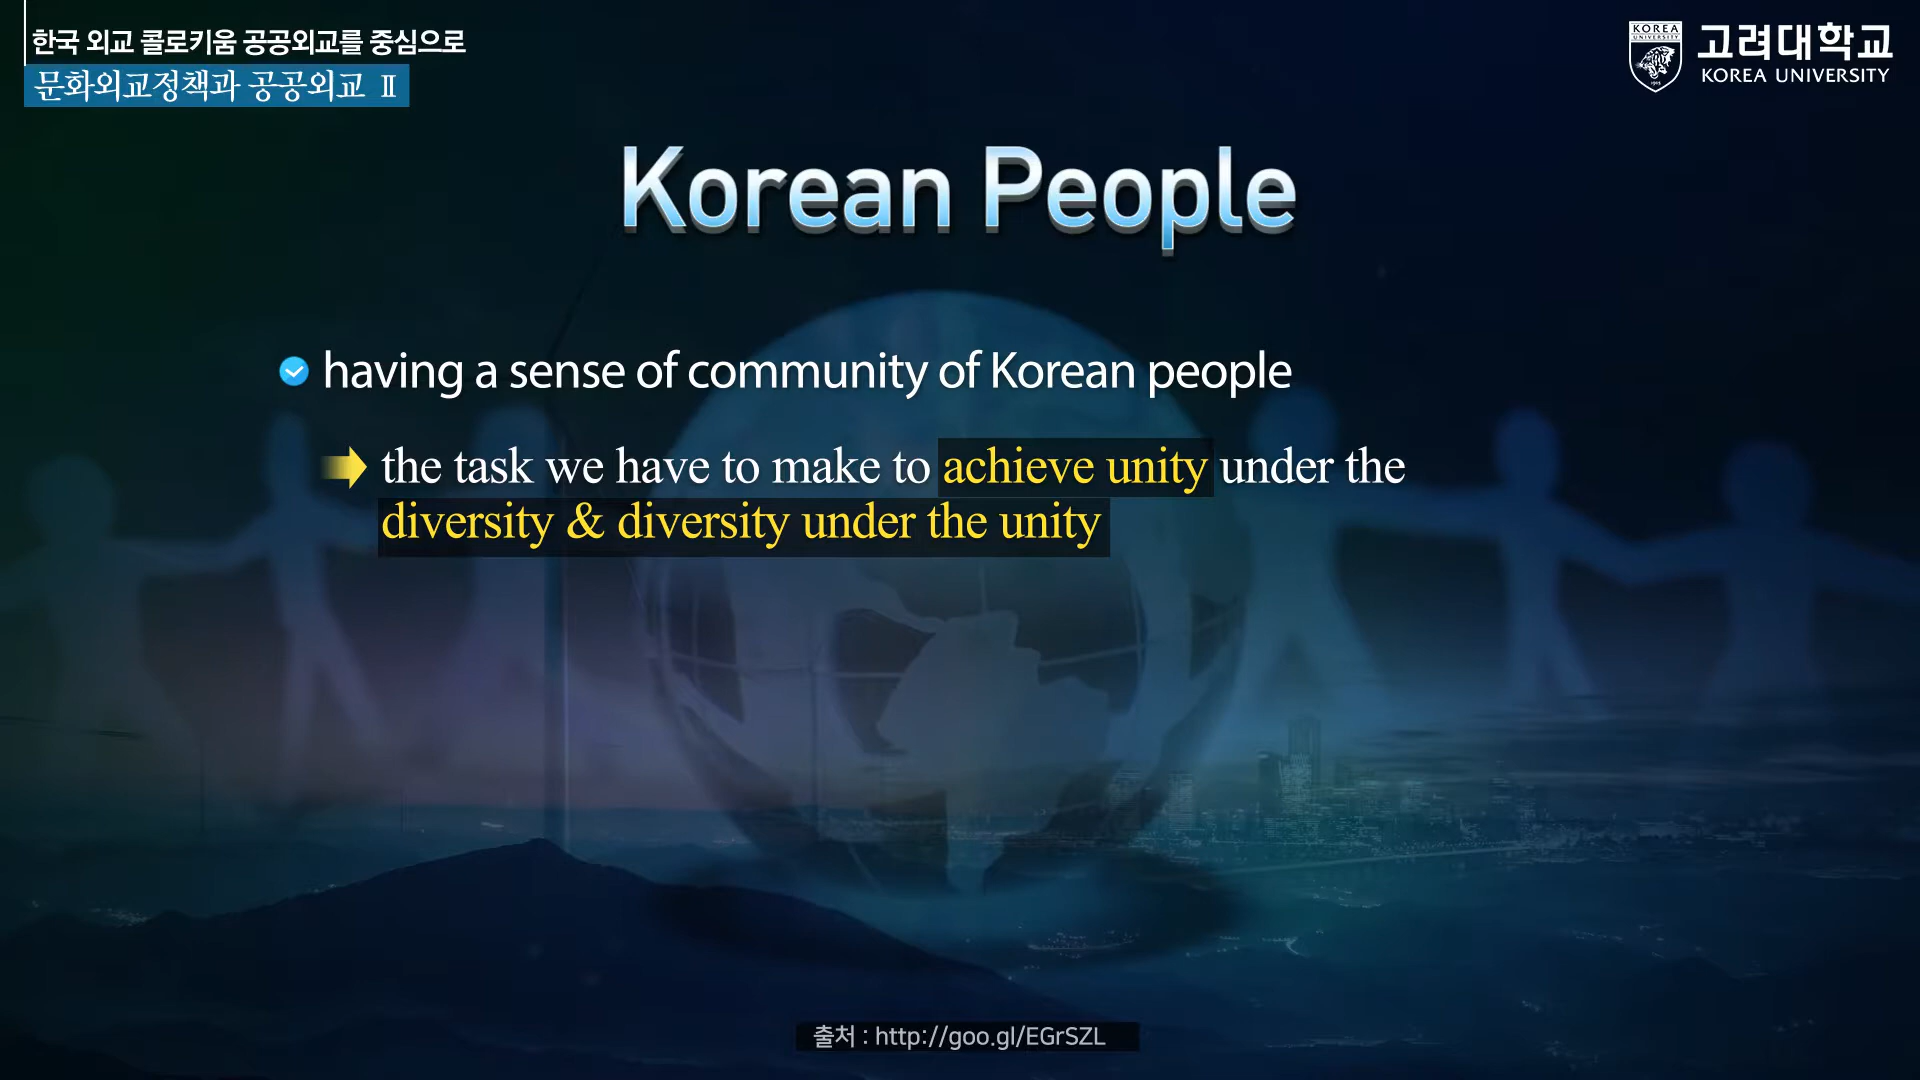 한국 외교 콜로키움 공공외교를 중심으로
문화외교정책과 공공외교 Ⅱ
KOREA
UNIVERSITY
1905
고려대학교
KOREA UNIVERSITY
Korean People
having a sense of community of Korean people
the task we have to make to achieve unity under the
diversity & diversity under the unity
출처 : http://goo.gl/EGrSZL